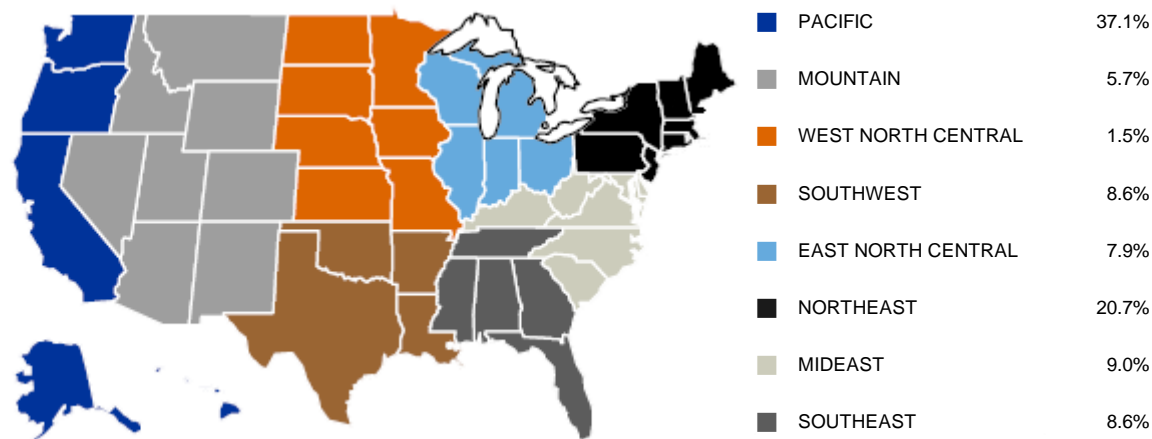 PACIFIC 37.1%
MOUNTAIN 5.7%
WEST NORTH CENTRAL 1.5%
SOUTHWEST 8.6%
EAST NORTH CENTRAL 7.9%
NORTHEAST 20.7%
MIDEAST 9.0%
SOUTHEAST 8.6%